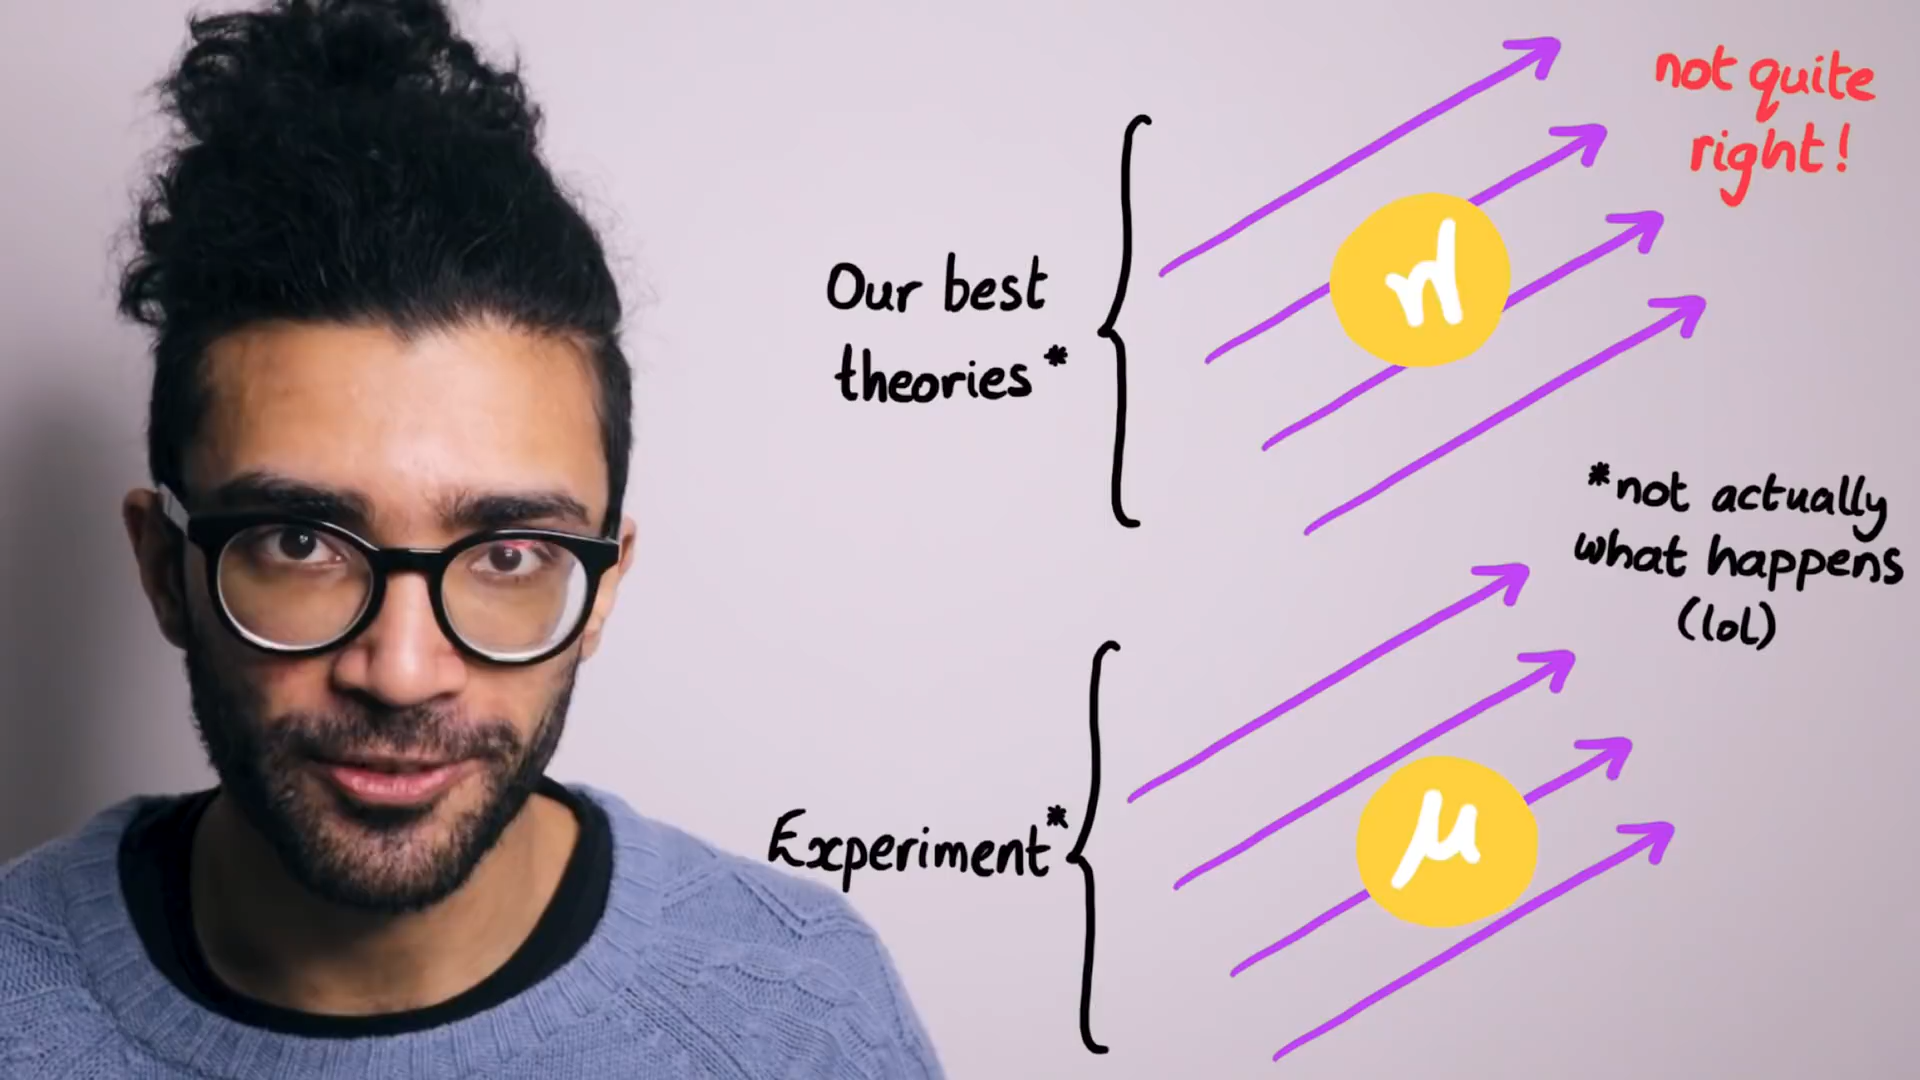 not quite
right!
Our best
theories*
*not actually
what happens
(lol)
Experiment*
μ